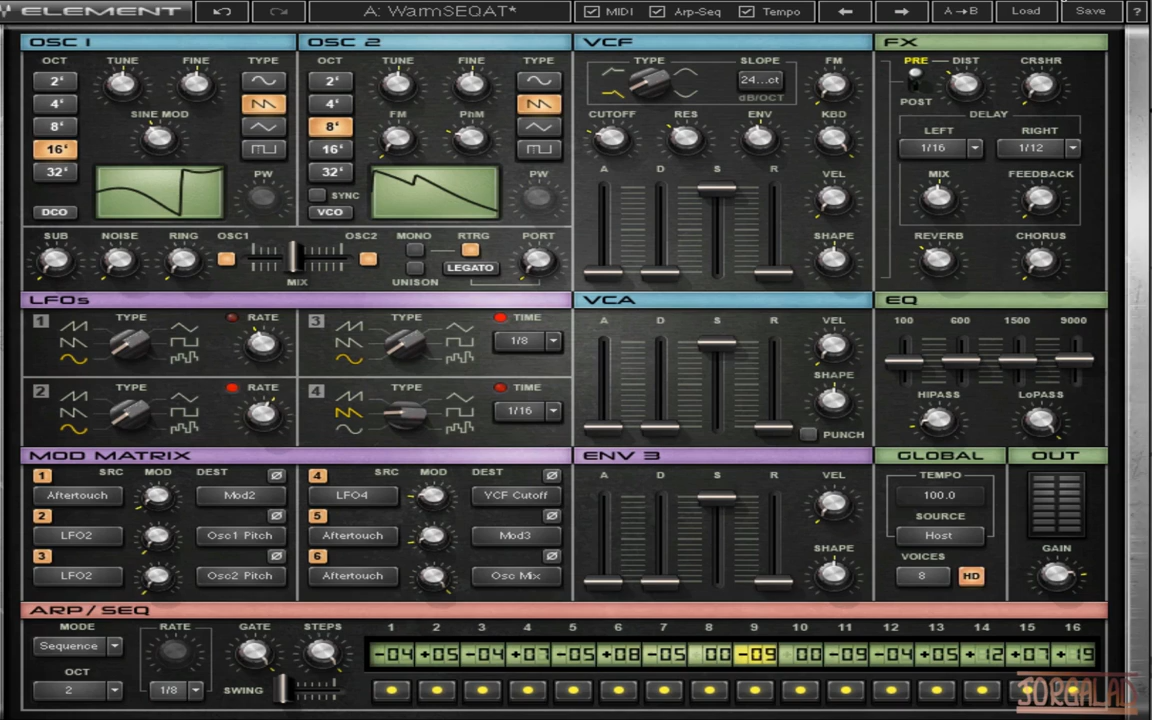 ELEMENT A: WarmSEQAT* MIDI Arp-Seq Tempo A→B Load Save ?
OSC 1 OSC 2 VCF FX
OCT TUNE FINE TYPE OCT TUNE FINE TYPE TYPE SLOPE FM PRE DIST CRSHR
2' 2' 24...ct
dB/OCT
4' 4' POST
SINE MOD FM PhM CUTOFF RES ENV KBD DELAY
8' 8' LEFT RIGHT
16' 16' 1/16 1/12
32' 32' A D S R VEL MIX FEEDBACK
PW SYNC PW
DCO VCO
SUB NOISE RING OSC1 OSC2 MONO RTRG PORT SHAPE REVERB CHORUS
LEGATO
MIX UNISON
LFOs VCA EQ
1 TYPE RATE 3 TYPE TIME A D S R VEL 100 600 1500 9000
1/8
SHAPE
2 TYPE RATE 4 TYPE TIME HiPASS LoPASS
1/16
PUNCH
MOD MATRIX ENV 3 GLOBAL OUT
1 SRC MOD DEST Ø 4 SRC MOD DEST Ø A D S R VEL TEMPO
Aftertouch Mod2 LFO4 VCF Cutoff 100.0
2 Ø 5 Ø SOURCE
LFO2 Osc1 Pitch Aftertouch Mod3 Host
3 Ø 6 Ø SHAPE VOICES GAIN
LFO2 Osc2 Pitch Aftertouch Osc Mix 8 HD
ARP/SEQ
MODE RATE GATE STEPS 1 2 3 4 5 6 7 8 9 10 11 12 13 14 15 16
Sequence -04 +05 -04 +07 -05 +08 -05 00 -09 00 -09 -04 +05 +12 +07 +19
OCT
2 1/8 SWING
JORGALAD